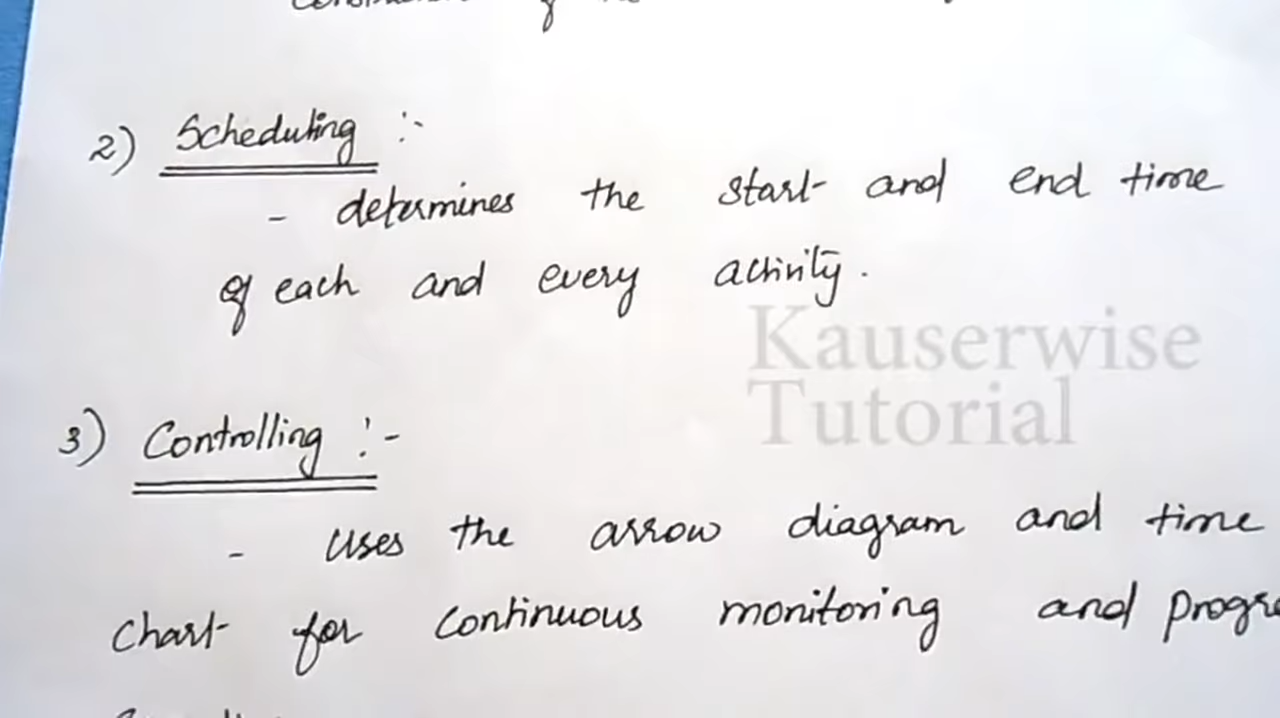 2) Scheduling :-
- determines the start and end time
of each and every activity.
Kauserwise
Tutorial
3) Controlling :-
- uses the arrow diagram and time
chart for continuous monitoring and progre